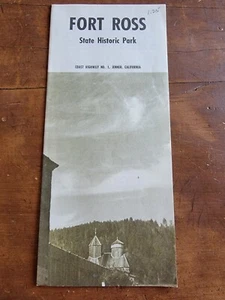 FORT ROSS
State Historic Park
COAST HIGHWAY NO. 1, JENNER, CALIFORNIA